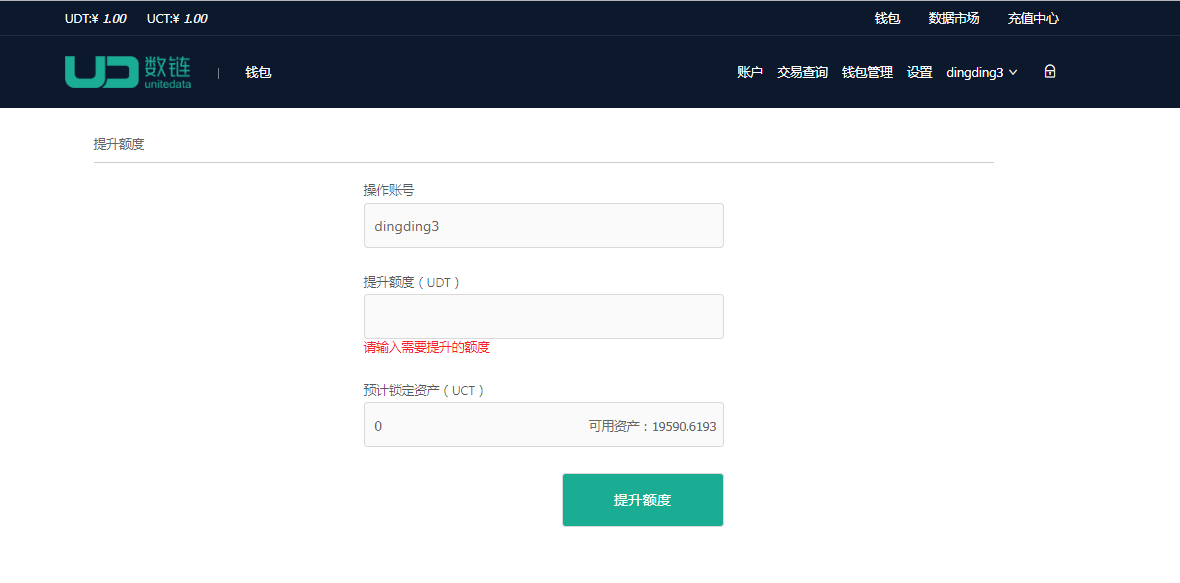 UDT:¥ 1.00 UCT:¥ 1.00 钱包 数据市场 充值中心
UD 数链 unitedata | 钱包 账户 交易查询 钱包管理 设置 dingding3
提升额度
操作账号
dingding3
提升额度（UDT）
请输入需要提升的额度
预计锁定资产（UCT）
0 可用资产：19590.6193
提升额度